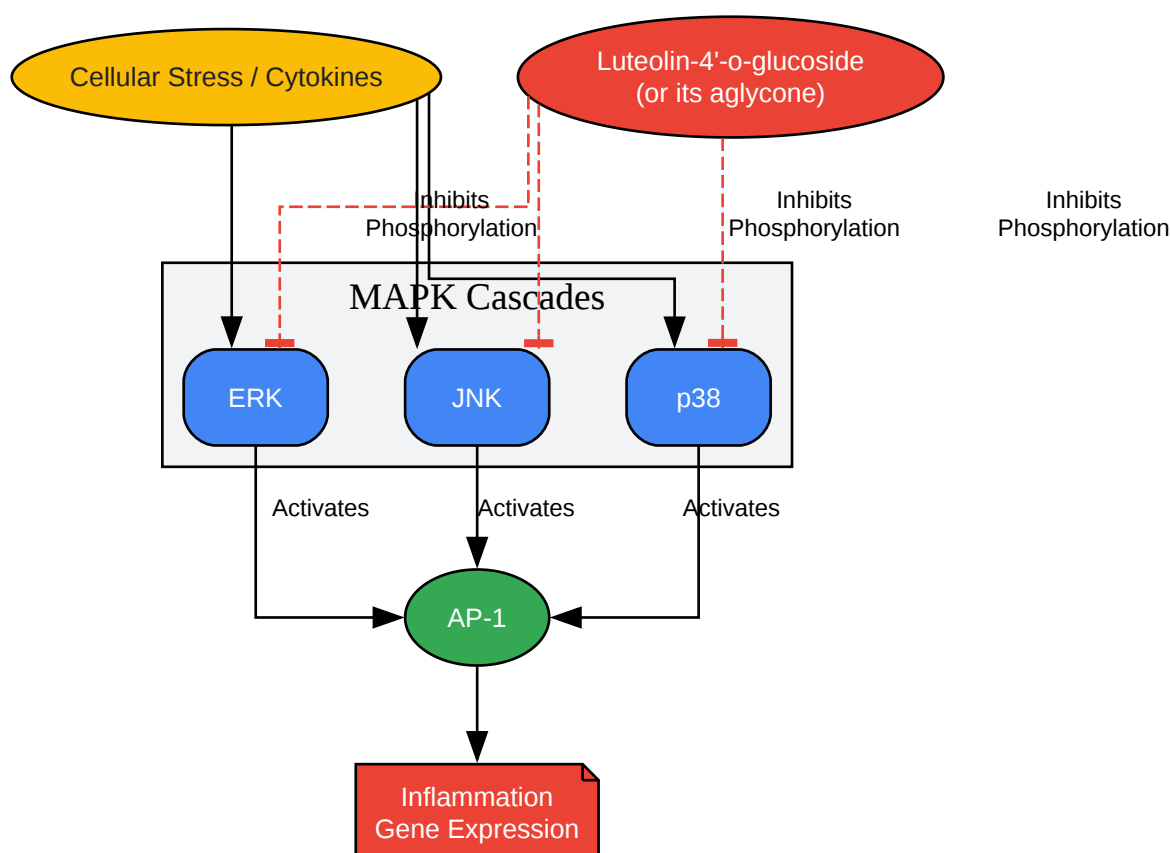 Cellular Stress / Cytokines
Luteolin-4'-o-glucoside
(or its aglycone)
Inhibits
Phosphorylation
Inhibits
Phosphorylation
Inhibits
Phosphorylation
MAPK Cascades
ERK
JNK
p38
Activates
Activates
Activates
AP-1
Inflammation
Gene Expression